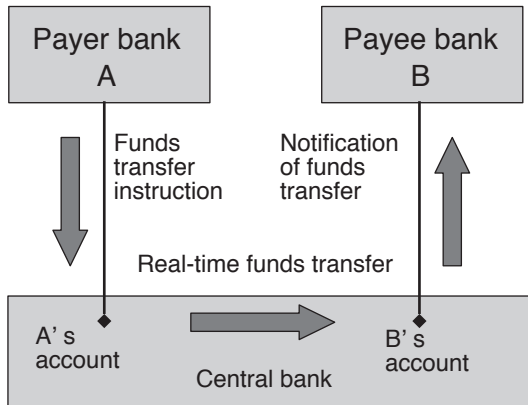 Payer bank
A
Payee bank
B
Funds
transfer
instruction
Notification
of funds
transfer
Real-time funds transfer
A's
account
B's
account
Central bank